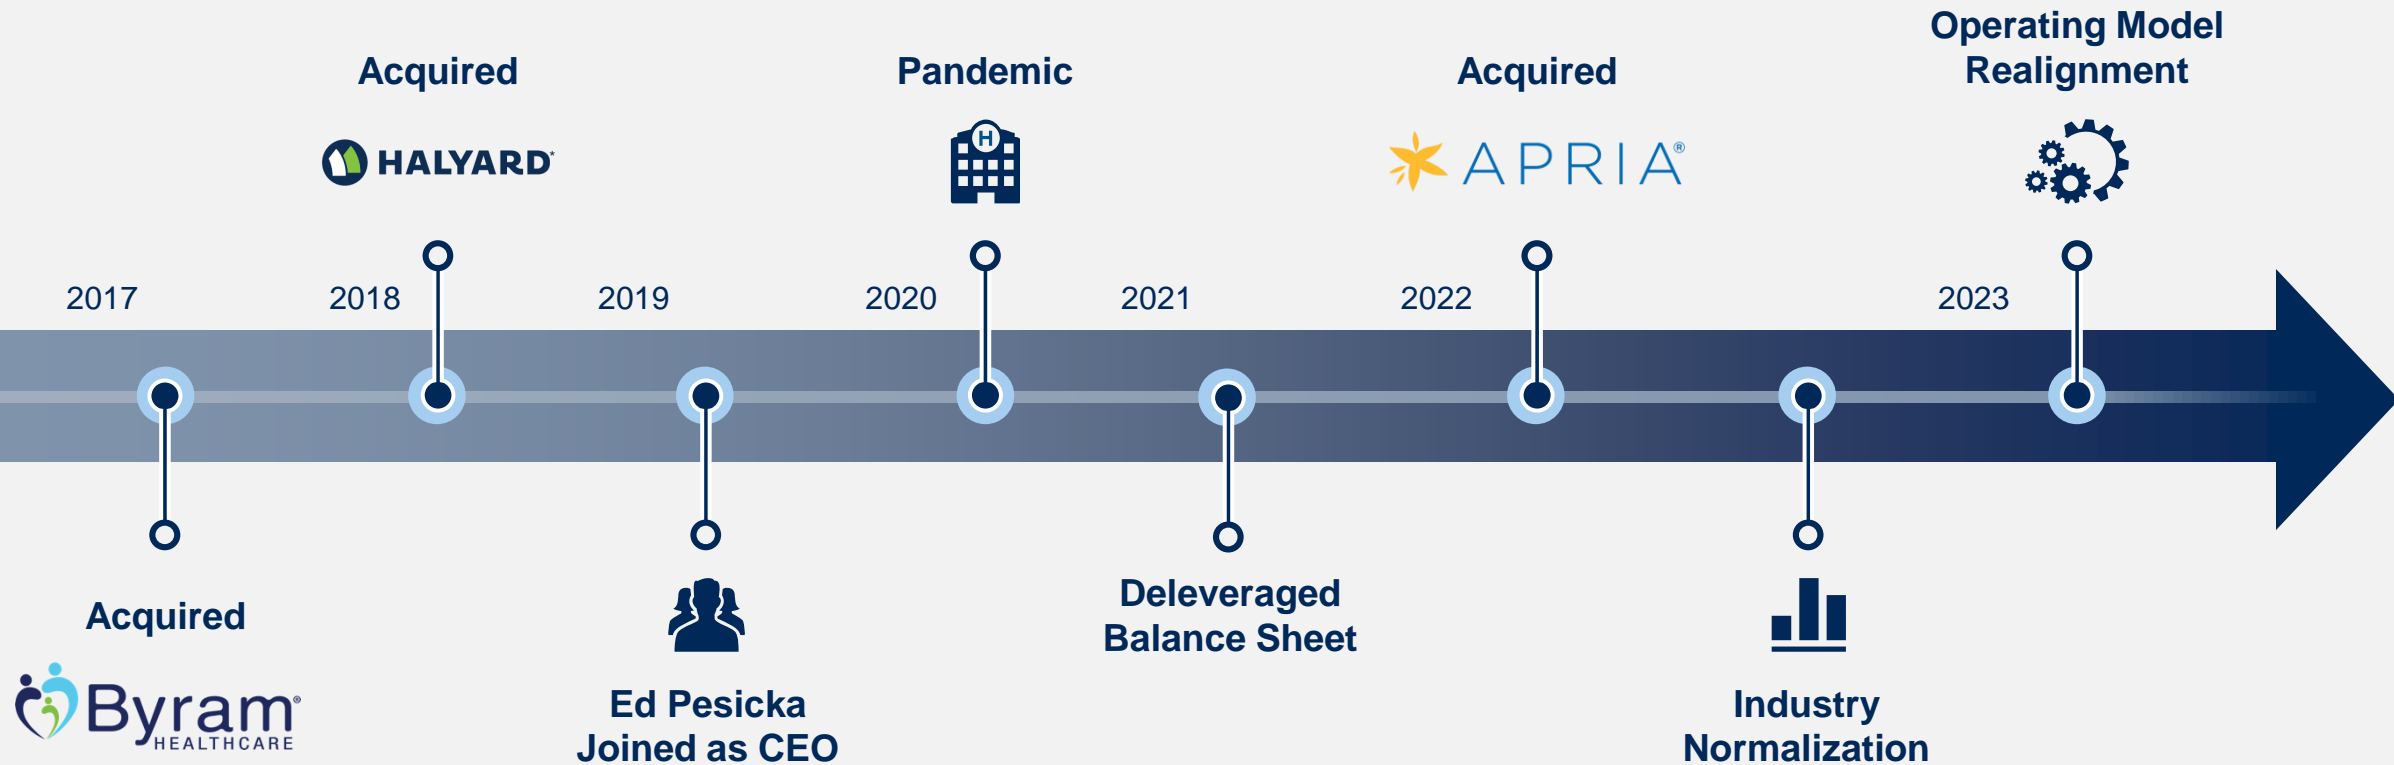 Operating Model
Realignment
Acquired
Pandemic
Acquired
H
HALYARD*
APRIA®
2017
2018
2019
2020
2021
2022
2023
Acquired
Byram®
HEALTHCARE
Ed Pesicka
Joined as CEO
Deleveraged
Balance Sheet
Industry
Normalization